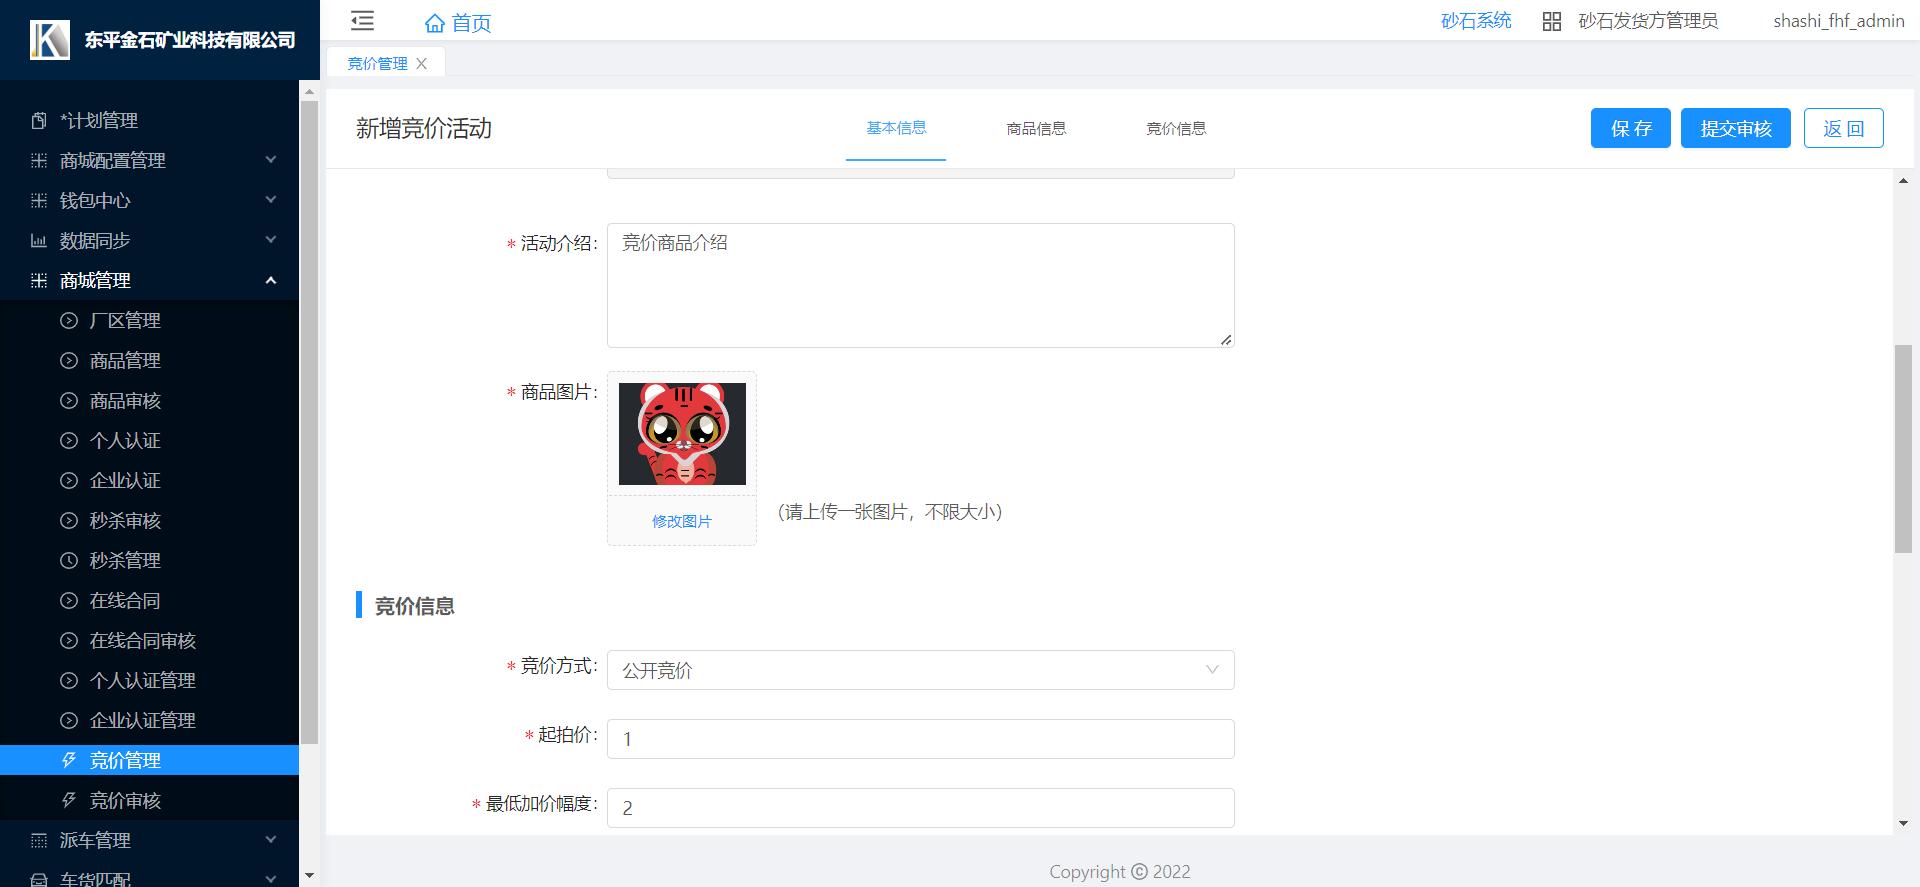 东平金石矿业科技有限公司
首页
砂石系统
砂石发货方管理员
shashi_fhf_admin
竞价管理
*计划管理
商城配置管理
钱包中心
数据同步
商城管理
厂区管理
商品管理
商品审核
个人认证
企业认证
秒杀审核
秒杀管理
在线合同
在线合同审核
个人认证管理
企业认证管理
竞价管理
竞价审核
派车管理
车货匹配
新增竞价活动
基本信息
商品信息
竞价信息
保 存
提交审核
返 回
* 活动介绍:
竞价商品介绍
* 商品图片:
修改图片
(请上传一张图片，不限大小)
竞价信息
* 竞价方式:
公开竞价
* 起拍价:
1
* 最低加价幅度:
2
Copyright © 2022